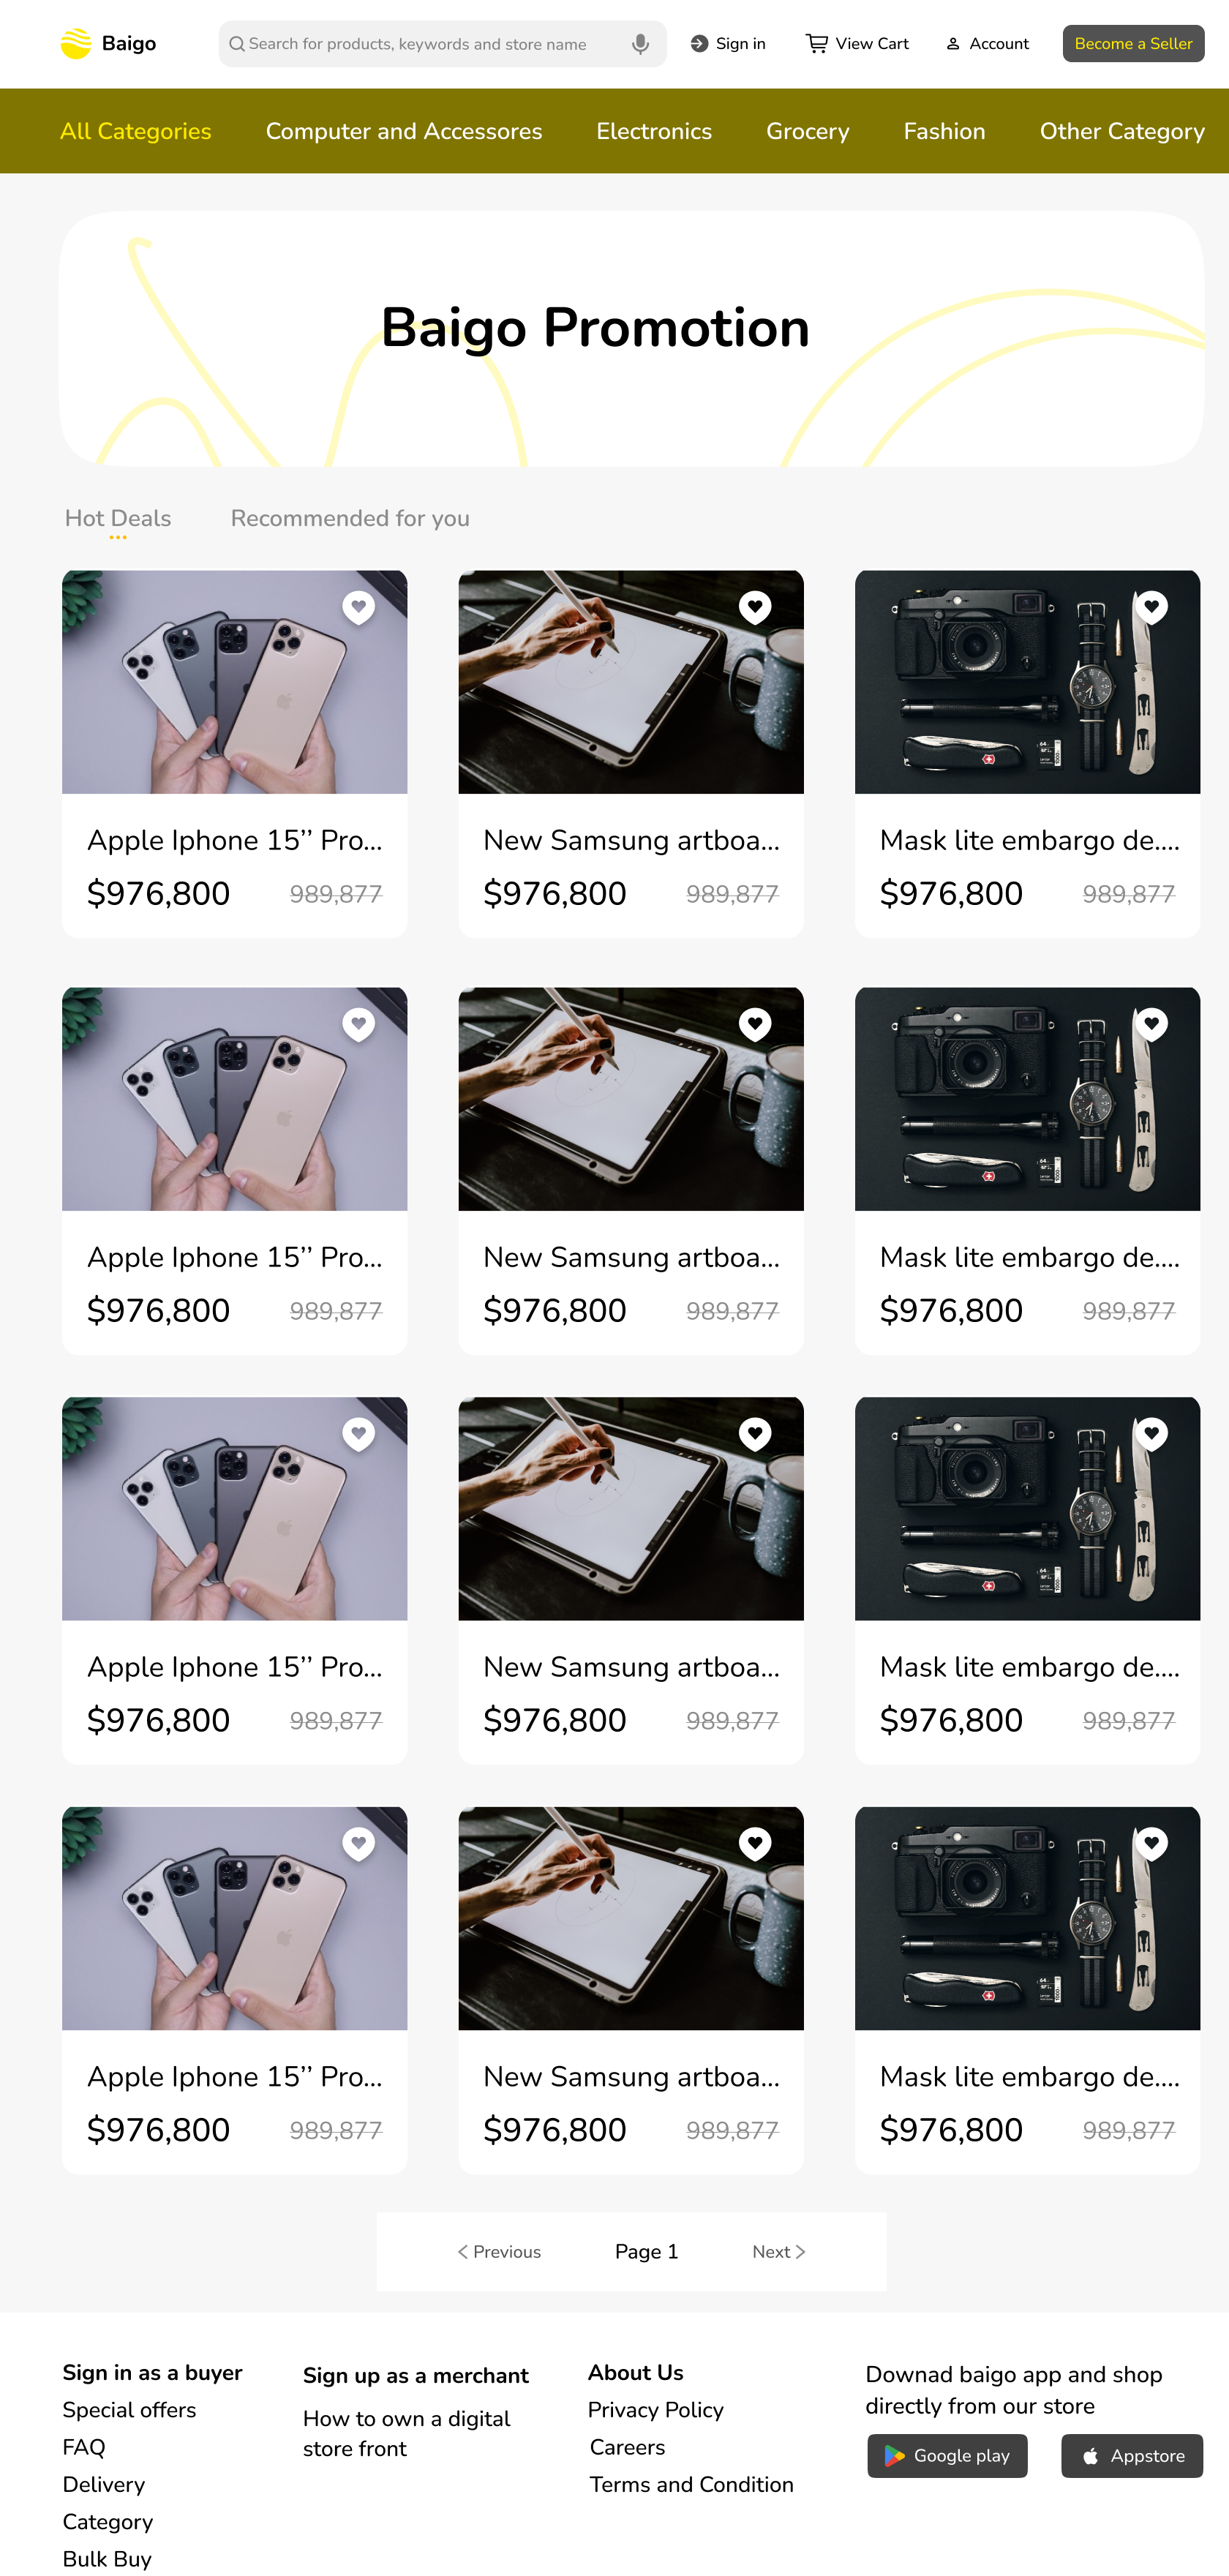 Baigo
Search for products, keywords and store name
Sign in
View Cart
Account
Become a Seller
All Categories
Computer and Accessores
Electronics
Grocery
Fashion
Other Category
Baigo Promotion
Hot Deals
Recommended for you
Apple Iphone 15’’ Pro...
New Samsung artboa...
Mask lite embargo de....
$976,800 989,877
$976,800 989,877
$976,800 989,877
Apple Iphone 15’’ Pro...
New Samsung artboa...
Mask lite embargo de....
$976,800 989,877
$976,800 989,877
$976,800 989,877
Apple Iphone 15’’ Pro...
New Samsung artboa...
Mask lite embargo de....
$976,800 989,877
$976,800 989,877
$976,800 989,877
Apple Iphone 15’’ Pro...
New Samsung artboa...
Mask lite embargo de....
$976,800 989,877
$976,800 989,877
$976,800 989,877
Previous
Page 1
Next
Sign in as a buyer
Special offers
FAQ
Delivery
Category
Bulk Buy
Sign up as a merchant
How to own a digital
store front
About Us
Privacy Policy
Careers
Terms and Condition
Downad baigo app and shop
directly from our store
Google play
Appstore